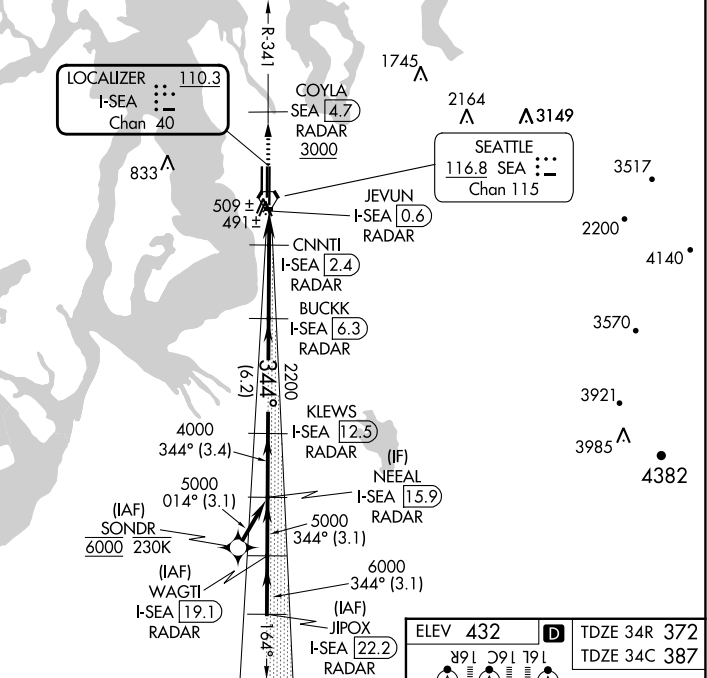 R-341
LOCALIZER 110.3
I-SEA
Chan 40
COYLA
SEA 4.7
RADAR
3000
1745
2164
3149
833
SEATTLE
116.8 SEA
Chan 115
3517
509 ±
491±
JEVUN
I-SEA 0.6
RADAR
2200
4140
CNNTI
I-SEA 2.4
RADAR
BUCKK
I-SEA 6.3
RADAR
3570
344°
2200
(6.2)
3921
KLEWS
I-SEA 12.5
RADAR
4000
344° (3.4)
3985
4382
(IF)
NEEAL
I-SEA 15.9
RADAR
5000
014° (3.1)
(IAF)
SONDR
6000 230K
5000
344° (3.1)
(IAF)
WAGTI
I-SEA 19.1
RADAR
6000
344° (3.1)
(IAF)
JIPOX
I-SEA 22.2
RADAR
164°
ELEV 432 D
TDZE 34R 372
TDZE 34C 387
16R 16C 16L